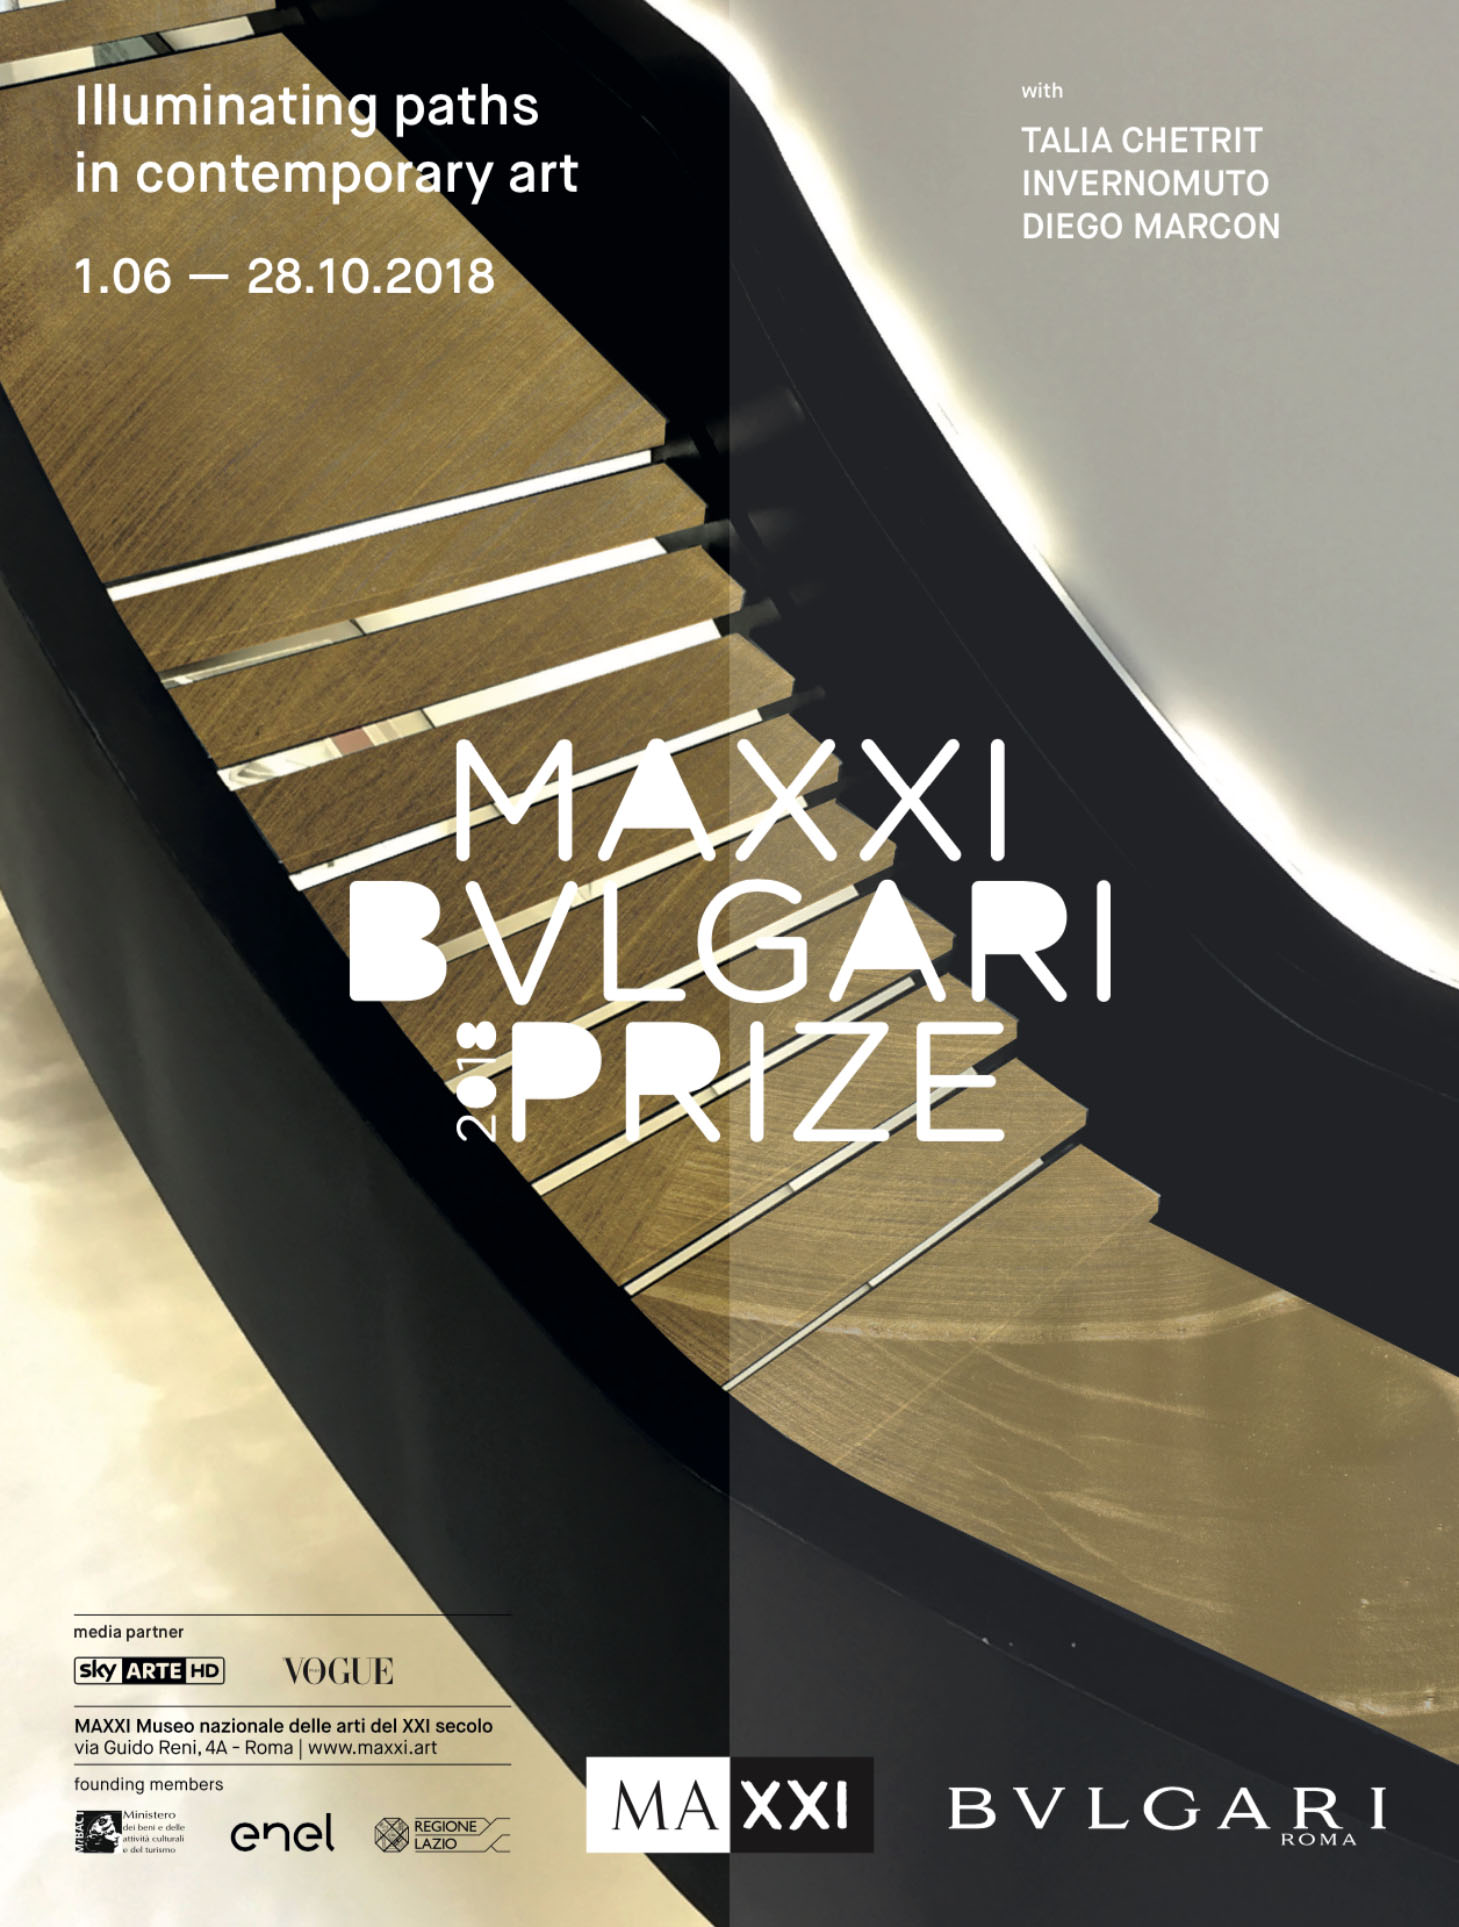 Illuminating paths
in contemporary art
1.06 — 28.10.2018
with
TALIA CHETRIT
INVERNOMUTO
DIEGO MARCON
MAXXI
BVLGARI
2018 PRIZE
media partner
sky ARTE HD
VOGUE
MAXXI Museo nazionale delle arti del XXI secolo
via Guido Reni, 4A - Roma | www.maxxi.art
founding members
MiBACT
Ministero
dei beni e delle
attività culturali
e del turismo
enel
REGIONE
LAZIO
MAXXI
BVLGARI
ROMA